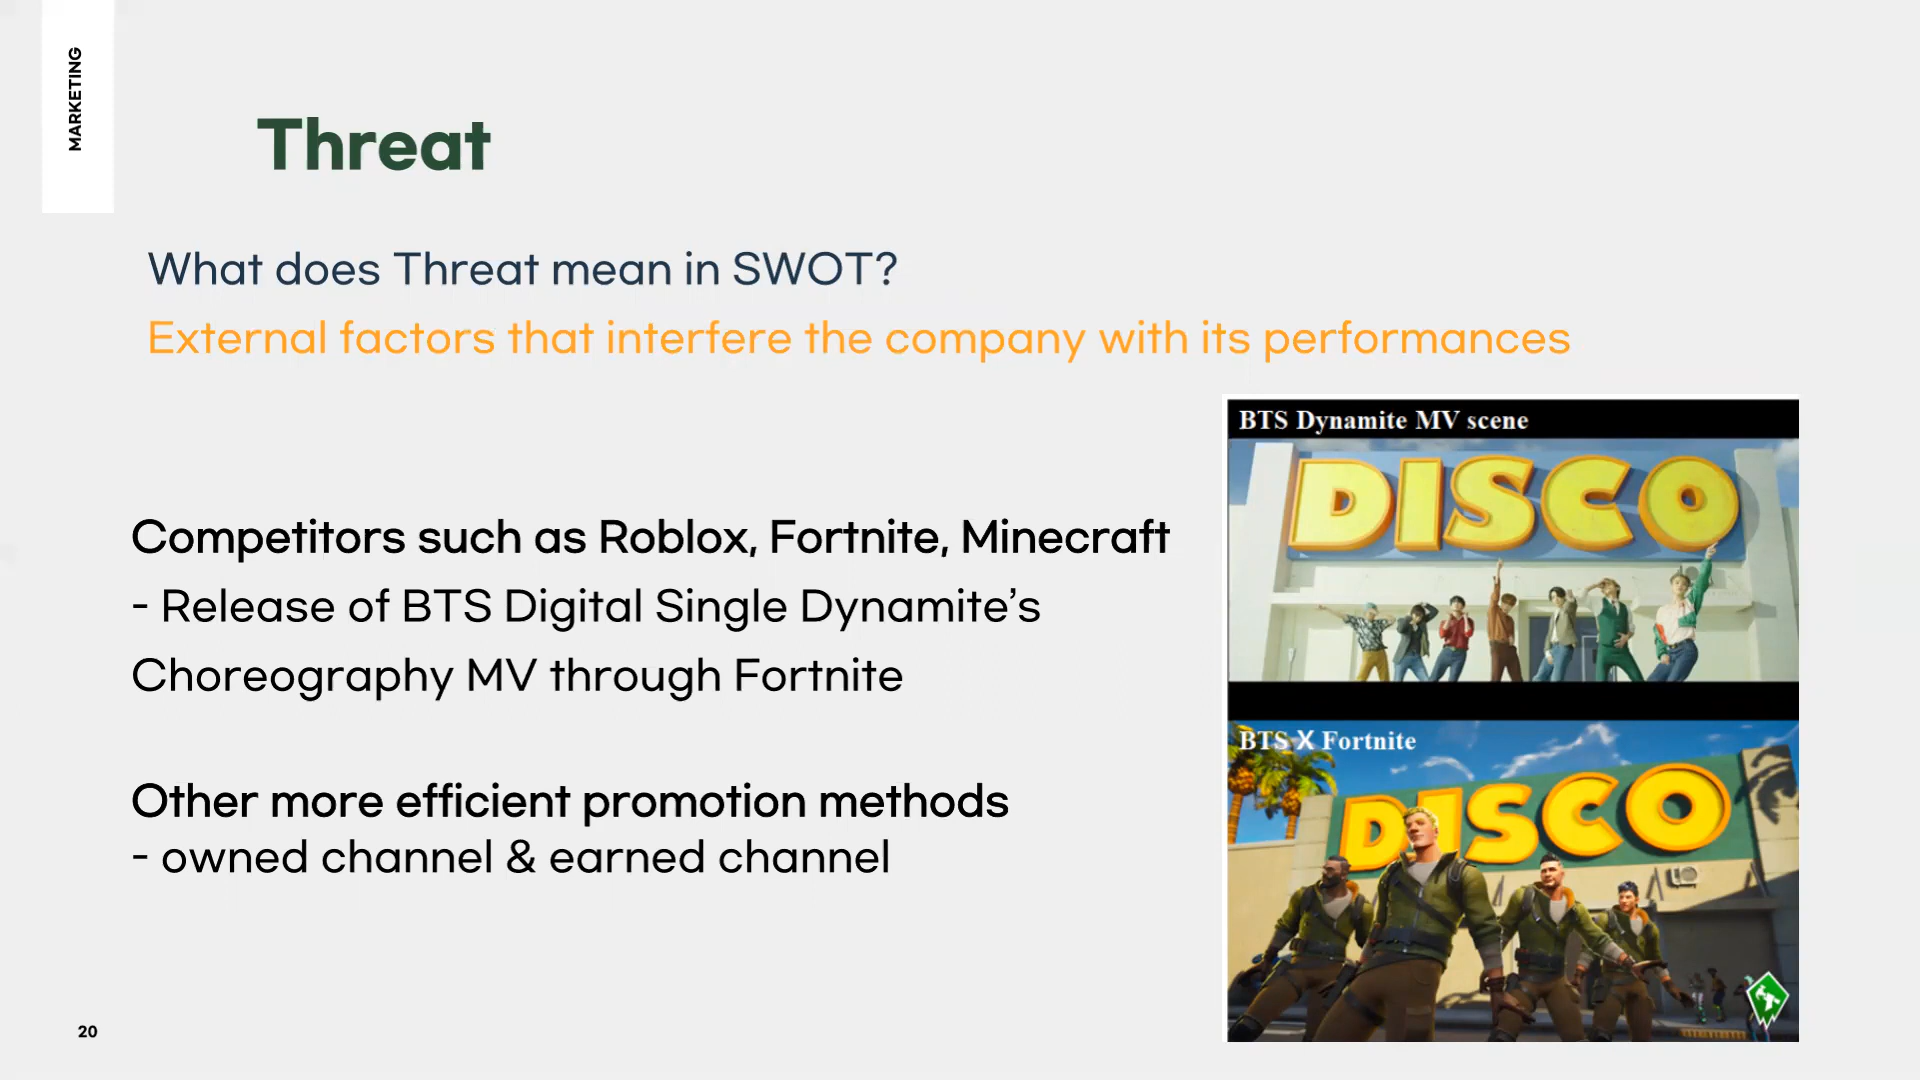 MARKETING
Threat
What does Threat mean in SWOT?
External factors that interfere the company with its performances
Competitors such as Roblox, Fortnite, Minecraft
- Release of BTS Digital Single Dynamite’s
Choreography MV through Fortnite
Other more efficient promotion methods
- owned channel & earned channel
BTS Dynamite MV scene
DISCO
BTS X Fortnite
DISCO
20